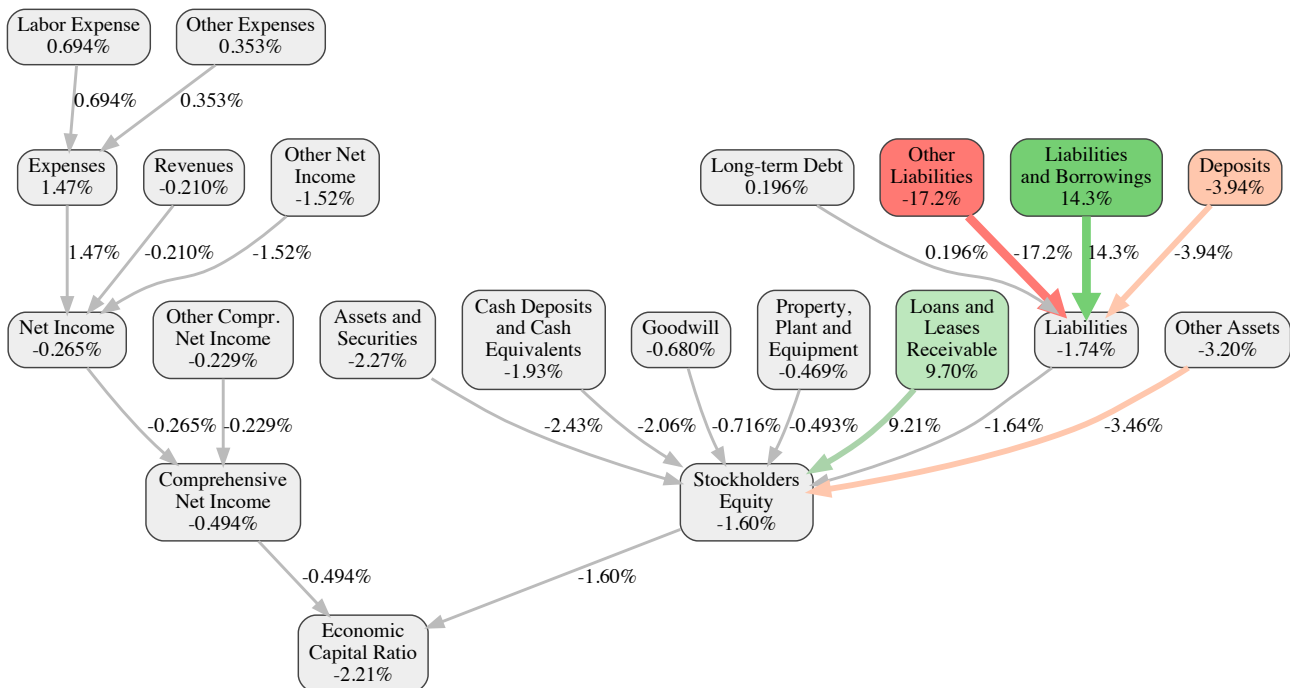 Labor Expense
0.694%
Other Expenses
0.353%
0.694%
0.353%
Expenses
1.47%
Revenues
-0.210%
Other Net
Income
-1.52%
Long-term Debt
0.196%
Other
Liabilities
-17.2%
Liabilities
and Borrowings
14.3%
Deposits
-3.94%
1.47%
-0.210%
-1.52%
0.196%
-17.2%
14.3%
-3.94%
Net Income
-0.265%
Other Compr.
Net Income
-0.229%
Assets and
Securities
-2.27%
Cash Deposits
and Cash
Equivalents
-1.93%
Goodwill
-0.680%
Property,
Plant and
Equipment
-0.469%
Loans and
Leases
Receivable
9.70%
Liabilities
-1.74%
Other Assets
-3.20%
-0.265%
-0.229%
-2.43%
-2.06%
-0.716%
-0.493%
9.21%
-1.64%
-3.46%
Comprehensive
Net Income
-0.494%
Stockholders
Equity
-1.60%
-0.494%
-1.60%
Economic
Capital Ratio
-2.21%